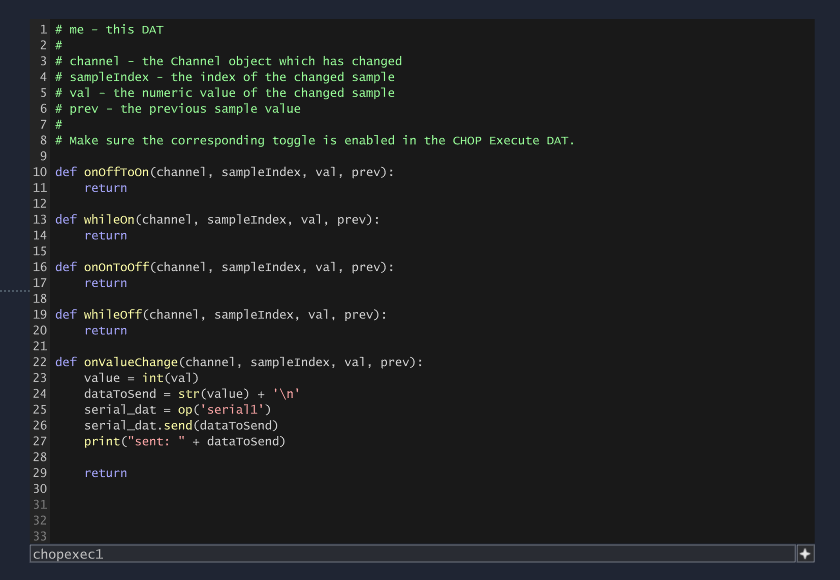 1 # me - this DAT
2 #
3 # channel - the Channel object which has changed
4 # sampleIndex - the index of the changed sample
5 # val - the numeric value of the changed sample
6 # prev - the previous sample value
7 #
8 # Make sure the corresponding toggle is enabled in the CHOP Execute DAT.
9
10 def onOffToOn(channel, sampleIndex, val, prev):
11     return
12
13 def whileOn(channel, sampleIndex, val, prev):
14     return
15
16 def onOnToOff(channel, sampleIndex, val, prev):
17     return
18
19 def whileOff(channel, sampleIndex, val, prev):
20     return
21
22 def onValueChange(channel, sampleIndex, val, prev):
23     value = int(val)
24     dataToSend = str(value) + '\n'
25     serial_dat = op('serial1')
26     serial_dat.send(dataToSend)
27     print("sent: " + dataToSend)
28
29     return
30
31
32
33
chopexec1